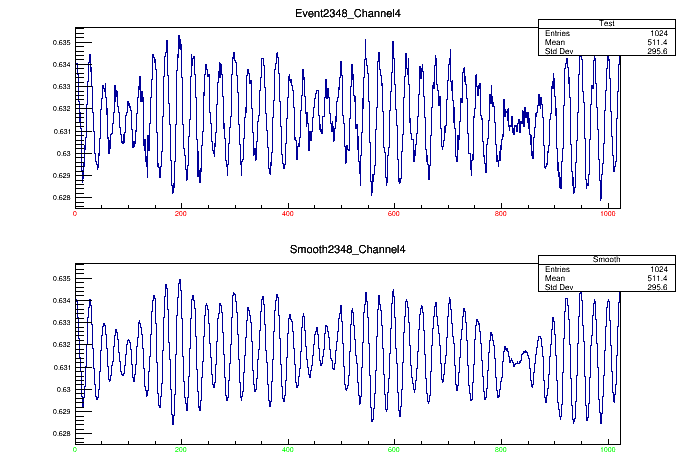 Event2348_Channel4
Test
Entries 1024
Mean 511.4
Std Dev 295.6
0.635
0.634
0.633
0.632
0.631
0.63
0.629
0.628
0 200 400 600 800 1000
Smooth2348_Channel4
Smooth
Entries 1024
Mean 511.4
Std Dev 295.6
0.635
0.634
0.633
0.632
0.631
0.63
0.629
0.628
0 200 400 600 800 1000